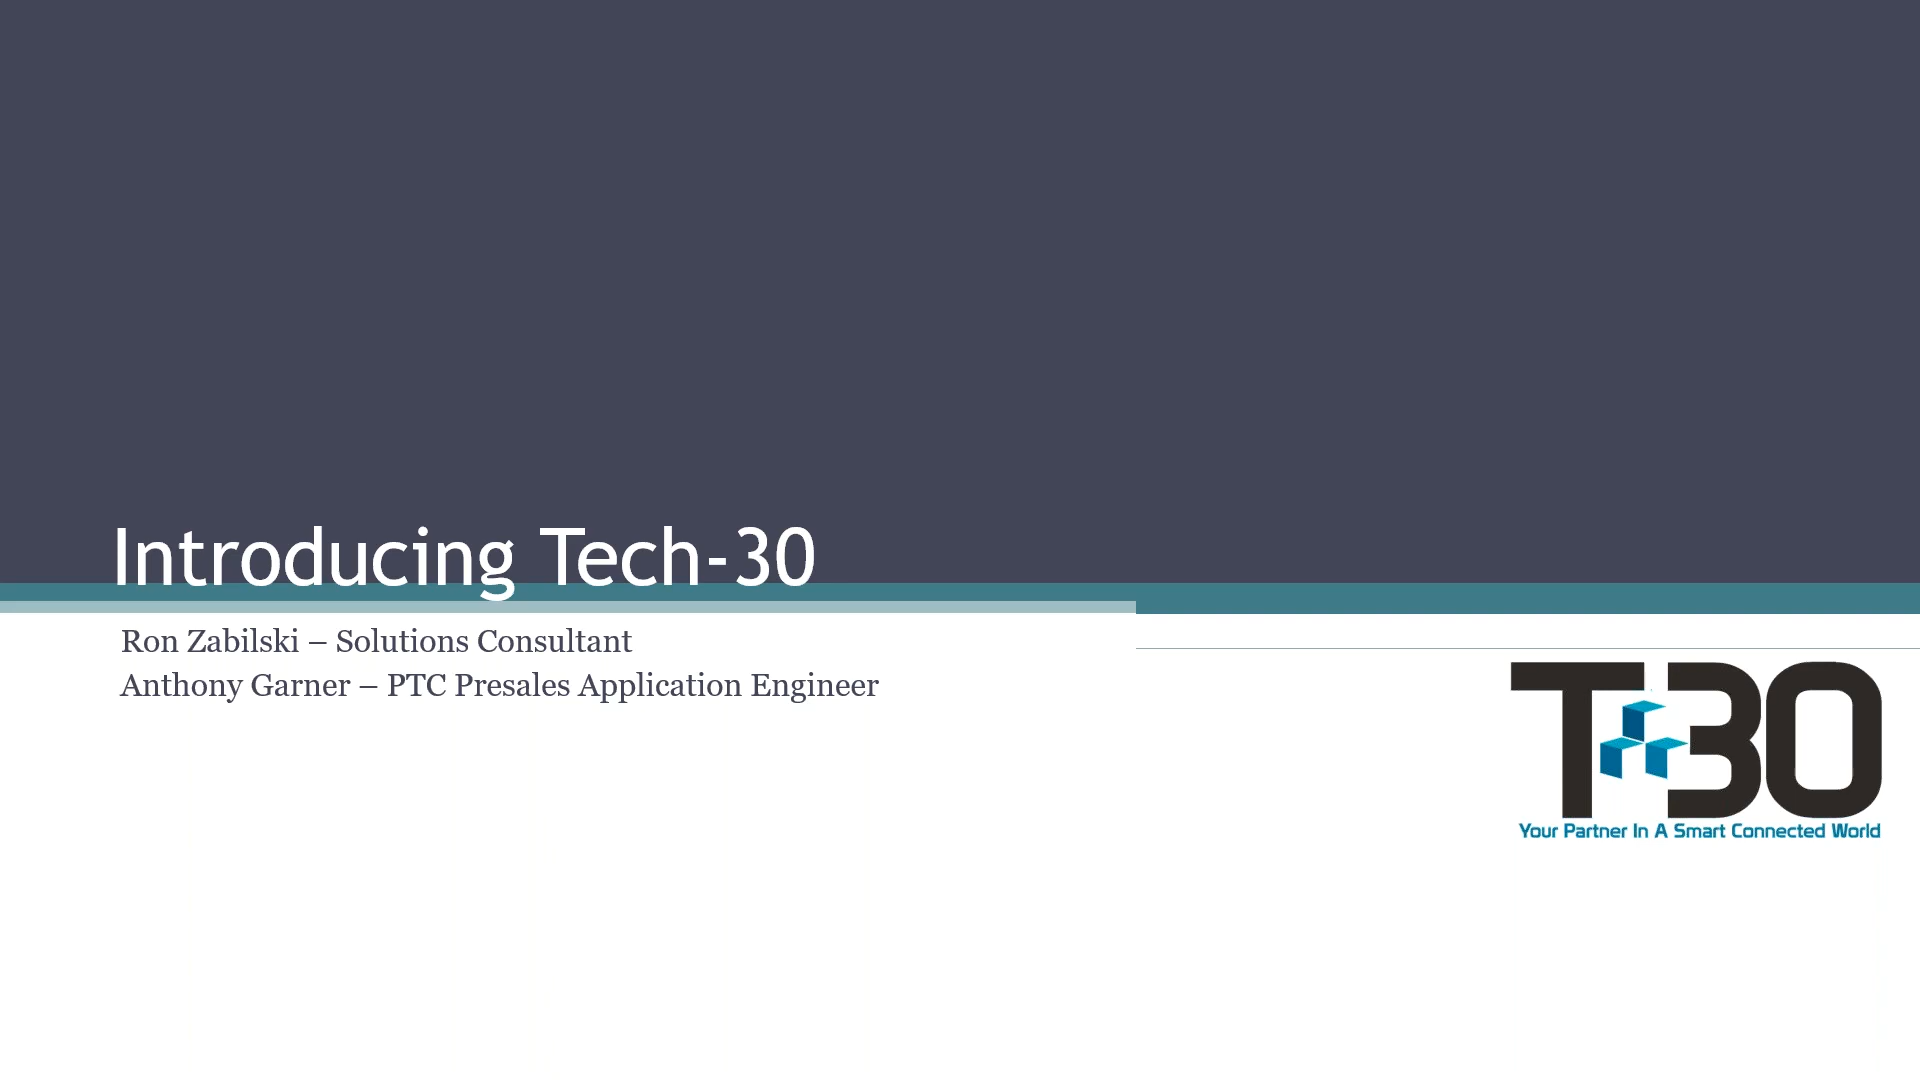 Introducing Tech-30
Ron Zabilski – Solutions Consultant
Anthony Garner – PTC Presales Application Engineer
T30
Your Partner In A Smart Connected World